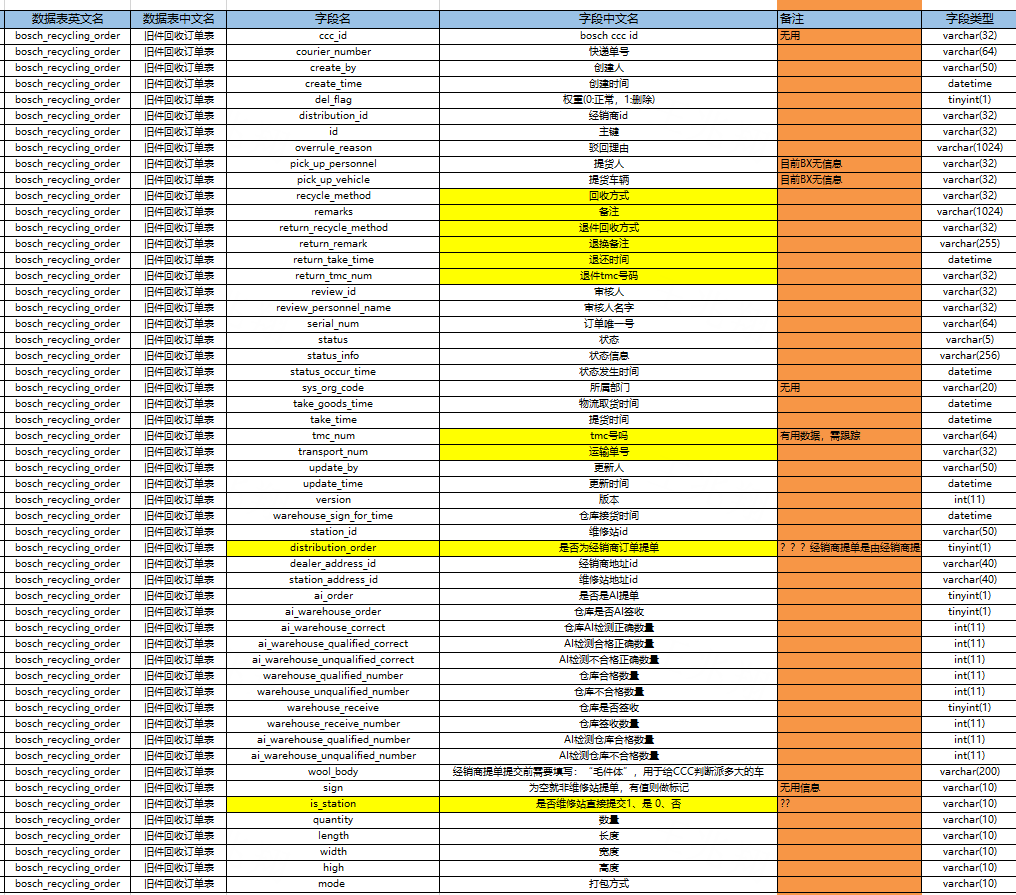 数据表英文名 数据表中文名 字段名 字段中文名 备注 字段类型
bosch_recycling_order 旧件回收订单表 ccc_id bosch ccc id 无用 varchar(32)
bosch_recycling_order 旧件回收订单表 courier_number 快递单号 varchar(64)
bosch_recycling_order 旧件回收订单表 create_by 创建人 varchar(50)
bosch_recycling_order 旧件回收订单表 create_time 创建时间 datetime
bosch_recycling_order 旧件回收订单表 del_flag 权重(0:正常，1:删除) tinyint(1)
bosch_recycling_order 旧件回收订单表 distribution_id 经销商id varchar(32)
bosch_recycling_order 旧件回收订单表 id 主键 varchar(32)
bosch_recycling_order 旧件回收订单表 overrule_reason 驳回理由 varchar(1024)
bosch_recycling_order 旧件回收订单表 pick_up_personnel 提货人 目前BX无信息 varchar(32)
bosch_recycling_order 旧件回收订单表 pick_up_vehicle 提货车辆 目前BX无信息 varchar(32)
bosch_recycling_order 旧件回收订单表 recycle_method 回收方式 varchar(32)
bosch_recycling_order 旧件回收订单表 remarks 备注 varchar(1024)
bosch_recycling_order 旧件回收订单表 return_recycle_method 退件回收方式 varchar(32)
bosch_recycling_order 旧件回收订单表 return_remark 退换备注 varchar(255)
bosch_recycling_order 旧件回收订单表 return_take_time 退还时间 datetime
bosch_recycling_order 旧件回收订单表 return_tmc_num 退件tmc号码 varchar(32)
bosch_recycling_order 旧件回收订单表 review_id 审核人 varchar(32)
bosch_recycling_order 旧件回收订单表 review_personnel_name 审核人名字 varchar(32)
bosch_recycling_order 旧件回收订单表 serial_num 订单唯一号 varchar(64)
bosch_recycling_order 旧件回收订单表 status 状态 varchar(5)
bosch_recycling_order 旧件回收订单表 status_info 状态信息 varchar(256)
bosch_recycling_order 旧件回收订单表 status_occur_time 状态发生时间 datetime
bosch_recycling_order 旧件回收订单表 sys_org_code 所属部门 无用 varchar(20)
bosch_recycling_order 旧件回收订单表 take_goods_time 物流取货时间 datetime
bosch_recycling_order 旧件回收订单表 take_time 提货时间 datetime
bosch_recycling_order 旧件回收订单表 tmc_num tmc号吗 有用数据，需跟踪 varchar(64)
bosch_recycling_order 旧件回收订单表 transport_num 运输单号 varchar(32)
bosch_recycling_order 旧件回收订单表 update_by 更新人 varchar(50)
bosch_recycling_order 旧件回收订单表 update_time 更新时间 datetime
bosch_recycling_order 旧件回收订单表 version 版本 int(11)
bosch_recycling_order 旧件回收订单表 warehouse_sign_for_time 仓库接货时间 datetime
bosch_recycling_order 旧件回收订单表 station_id 维修站id varchar(50)
bosch_recycling_order 旧件回收订单表 distribution_order 是否为经销商订单提单 ？？？经销商提单是由经销商提 tinyint(1)
bosch_recycling_order 旧件回收订单表 dealer_address_id 经销商地址id varchar(40)
bosch_recycling_order 旧件回收订单表 station_address_id 维修站地址id varchar(40)
bosch_recycling_order 旧件回收订单表 ai_order 是否是AI提单 tinyint(1)
bosch_recycling_order 旧件回收订单表 ai_warehouse_order 仓库是否AI签收 tinyint(1)
bosch_recycling_order 旧件回收订单表 ai_warehouse_correct 仓库AI检测正确数量 int(11)
bosch_recycling_order 旧件回收订单表 ai_warehouse_qualified_correct AI检测合格正确数量 int(11)
bosch_recycling_order 旧件回收订单表 ai_warehouse_unqualified_correct AI检测不合格正确数量 int(11)
bosch_recycling_order 旧件回收订单表 warehouse_qualified_number 仓库合格数量 int(11)
bosch_recycling_order 旧件回收订单表 warehouse_unqualified_number 仓库不合格数量 int(11)
bosch_recycling_order 旧件回收订单表 warehouse_receive 仓库是否签收 tinyint(1)
bosch_recycling_order 旧件回收订单表 warehouse_receive_number 仓库签收数量 int(11)
bosch_recycling_order 旧件回收订单表 ai_warehouse_qualified_number AI检测仓库合格数量 int(11)
bosch_recycling_order 旧件回收订单表 ai_warehouse_unqualified_number AI检测仓库不合格数量 int(11)
bosch_recycling_order 旧件回收订单表 wool_body 经销商提单提交前需要填写：“毛件体”，用于给CCC判断派多大的车 varchar(200)
bosch_recycling_order 旧件回收订单表 sign 为空就非维修站提单，有值则做标记 无用信息 varchar(10)
bosch_recycling_order 旧件回收订单表 is_station 是否维修站直接提交1、是 0、否 ?? varchar(10)
bosch_recycling_order 旧件回收订单表 quantity 数量 varchar(10)
bosch_recycling_order 旧件回收订单表 length 长度 varchar(10)
bosch_recycling_order 旧件回收订单表 width 宽度 varchar(10)
bosch_recycling_order 旧件回收订单表 high 高度 varchar(10)
bosch_recycling_order 旧件回收订单表 mode 打包方式 varchar(10)